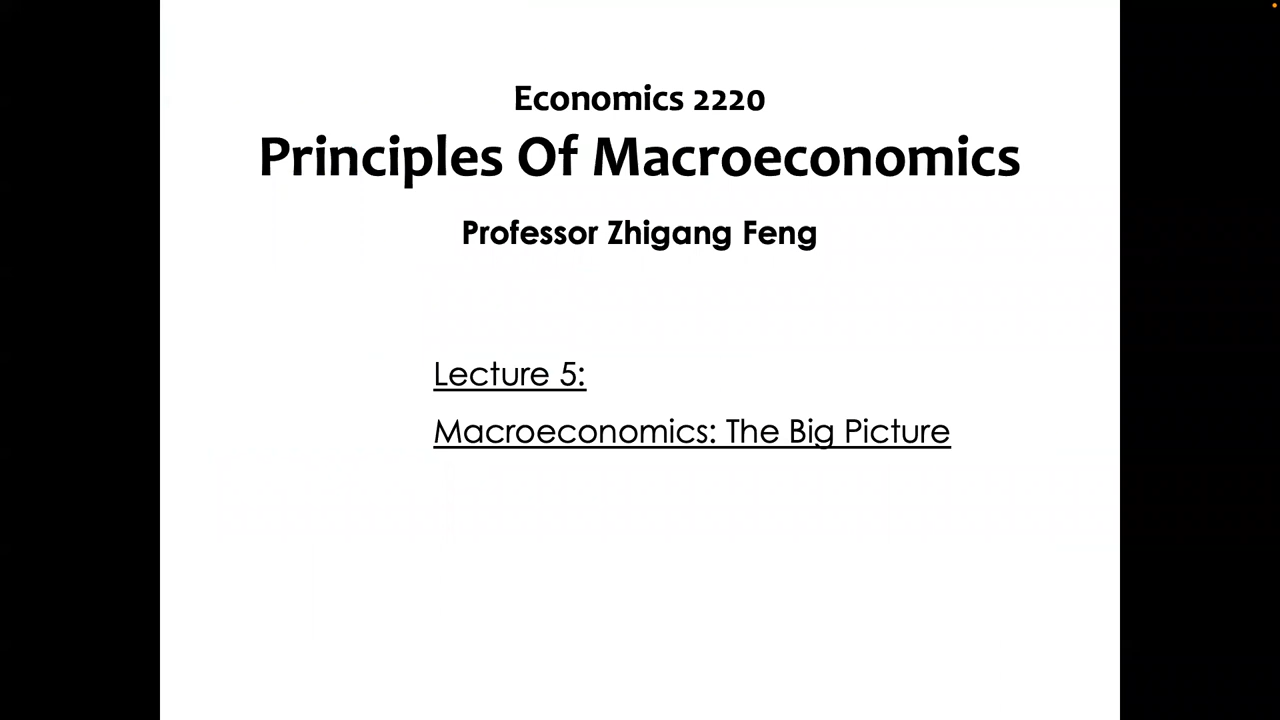 Economics 2220
Principles Of Macroeconomics
Professor Zhigang Feng
Lecture 5:
Macroeconomics: The Big Picture